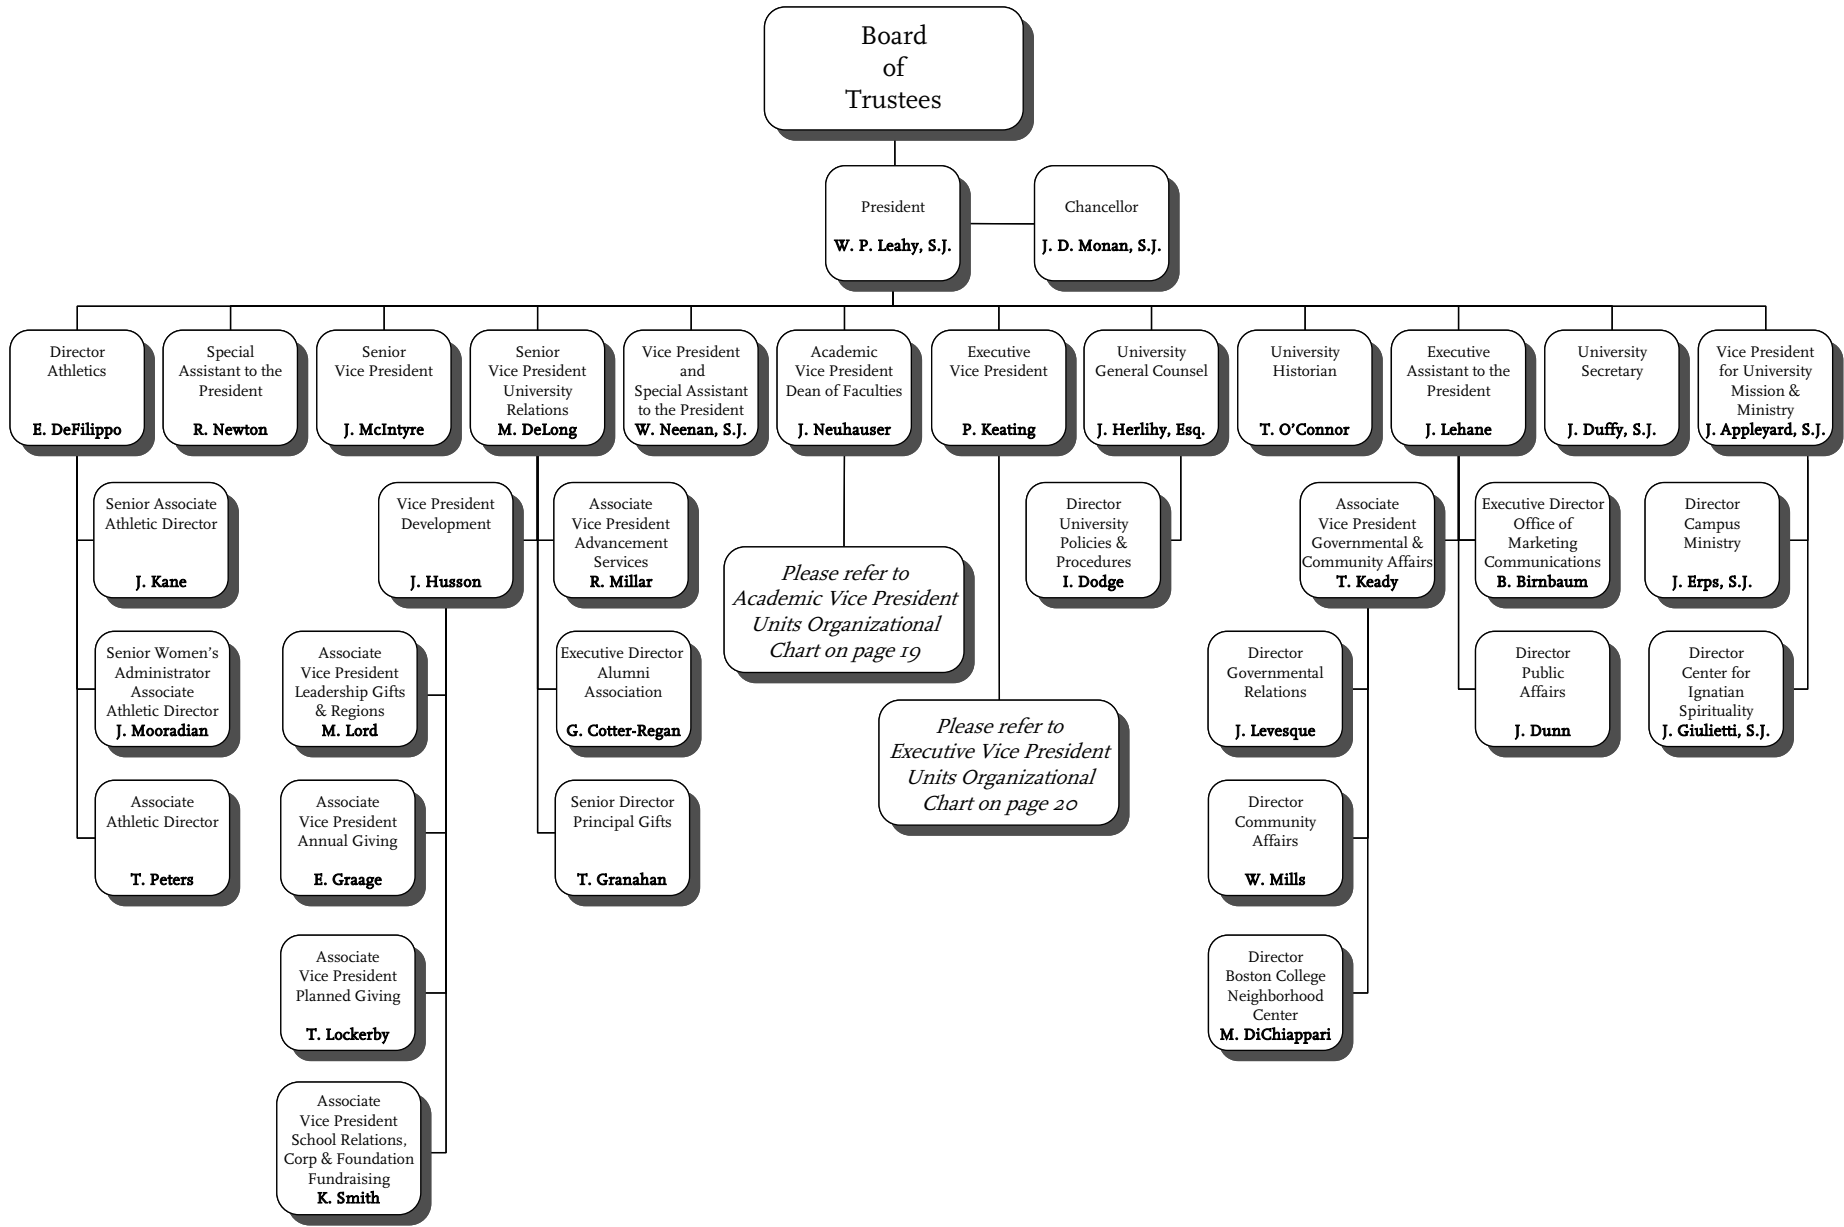 Board
of
Trustees
President
W. P. Leahy, S.J.
Chancellor
J. D. Monan, S.J.
Director
Athletics
E. DeFilippo
Special
Assistant to the
President
R. Newton
Senior
Vice President
J. McIntyre
Senior
Vice President
University
Relations
M. DeLong
Vice President
and
Special Assistant
to the President
W. Neenan, S.J.
Academic
Vice President
Dean of Faculties
J. Neuhauser
Executive
Vice President
P. Keating
University
General Counsel
J. Herlihy, Esq.
University
Historian
T. O’Connor
Executive
Assistant to the
President
J. Lehane
University
Secretary
J. Duffy, S.J.
Vice President
for University
Mission &
Ministry
J. Appleyard, S.J.
Senior Associate
Athletic Director
J. Kane
Vice President
Development
J. Husson
Associate
Vice President
Advancement
Services
R. Millar
Please refer to
Academic Vice President
Units Organizational
Chart on page 19
Director
University
Policies &
Procedures
I. Dodge
Associate
Vice President
Governmental &
Community Affairs
T. Keady
Executive Director
Office of
Marketing
Communications
B. Birnbaum
Director
Campus
Ministry
J. Erps, S.J.
Senior Women’s
Administrator
Associate
Athletic Director
J. Mooradian
Associate
Vice President
Leadership Gifts
& Regions
M. Lord
Executive Director
Alumni
Association
G. Cotter-Regan
Please refer to
Executive Vice President
Units Organizational
Chart on page 20
Director
Governmental
Relations
J. Levesque
Director
Public
Affairs
J. Dunn
Director
Center for
Ignatian
Spirituality
J. Giulietti, S.J.
Associate
Athletic Director
T. Peters
Associate
Vice President
Annual Giving
E. Graage
Senior Director
Principal Gifts
T. Granahan
Director
Community
Affairs
W. Mills
Associate
Vice President
Planned Giving
T. Lockerby
Director
Boston College
Neighborhood
Center
M. DiChiappari
Associate
Vice President
School Relations,
Corp & Foundation
Fundraising
K. Smith